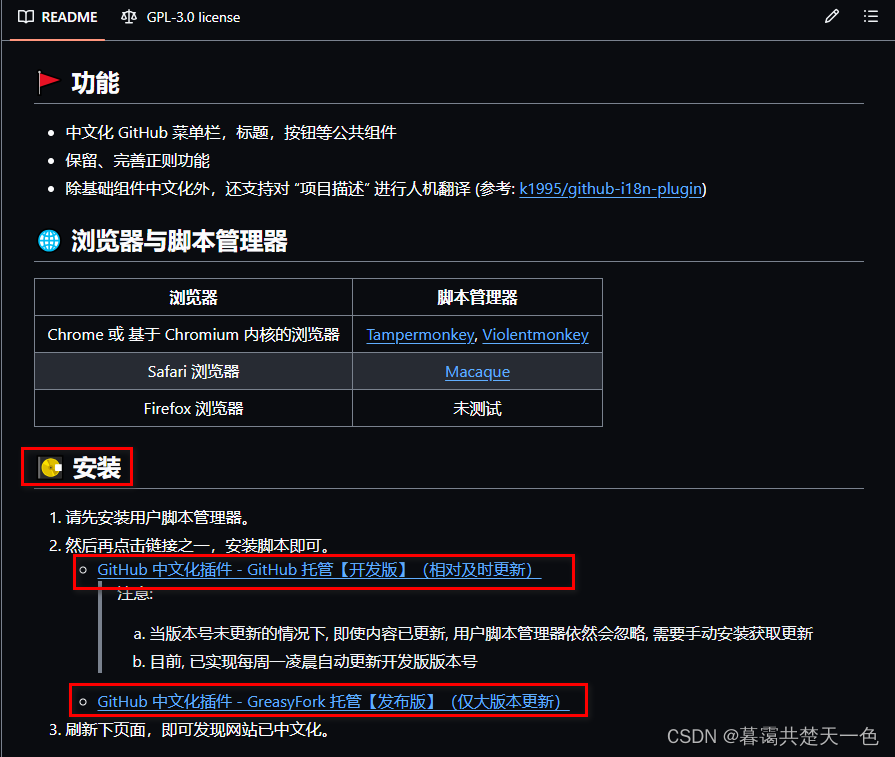 README GPL-3.0 license
功能
中文化 GitHub 菜单栏，标题，按钮等公共组件
保留、完善正则功能
除基础组件中文化外，还支持对 “项目描述” 进行人机翻译 (参考: k1995/github-i18n-plugin)
浏览器与脚本管理器
浏览器 脚本管理器
Chrome 或 基于 Chromium 内核的浏览器 Tampermonkey, Violentmonkey
Safari 浏览器 Macaque
Firefox 浏览器 未测试
安装
1. 请先安装用户脚本管理器。
2. 然后再点击链接之一，安装脚本即可。
GitHub 中文化插件 - GitHub 托管【开发版】（相对及时更新）
注意:
a. 当版本号未更新的情况下, 即使内容已更新, 用户脚本管理器依然会忽略, 需要手动安装获取更新
b. 目前, 已实现每周一凌晨自动更新开发版版本号
GitHub 中文化插件 - GreasyFork 托管【发布版】（仅大版本更新）
3. 刷新下页面，即可发现网站已中文化。
CSDN @暮霭共楚天一色